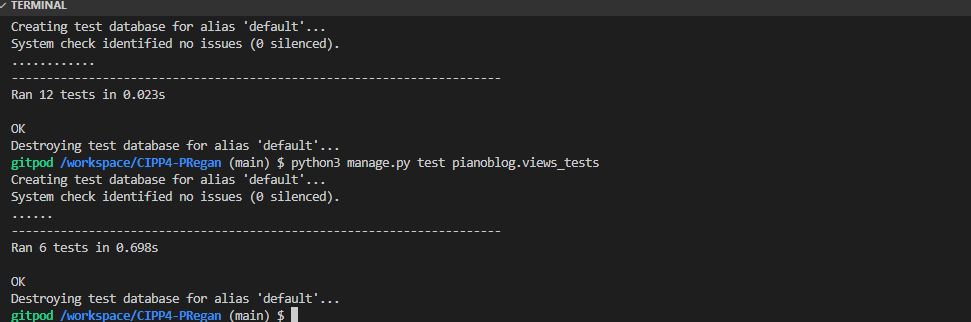 TERMINAL
Creating test database for alias 'default'...
System check identified no issues (0 silenced).
............
----------------------------------------------------------------------
Ran 12 tests in 0.023s
OK
Destroying test database for alias 'default'...
gitpod /workspace/CIPP4-PRegan (main) $ python3 manage.py test pianoblog.views_tests
Creating test database for alias 'default'...
System check identified no issues (0 silenced).
......
----------------------------------------------------------------------
Ran 6 tests in 0.698s
OK
Destroying test database for alias 'default'...
gitpod /workspace/CIPP4-PRegan (main) $